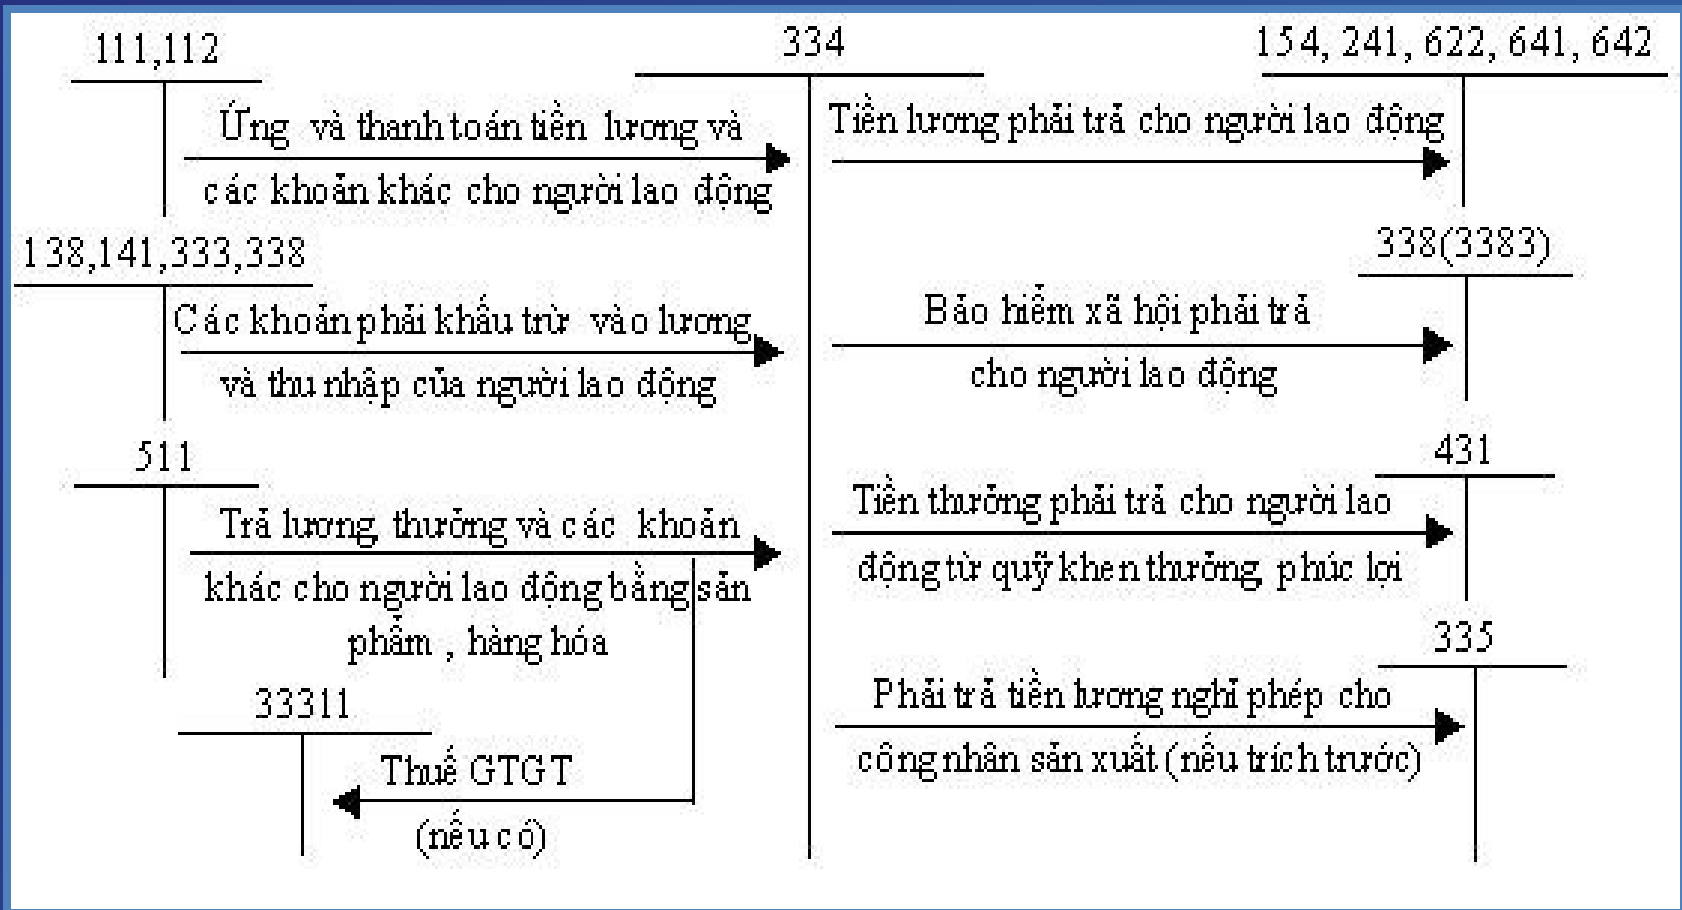 111,112
334
154, 241, 622, 641, 642
Ứng và thanh toán tiền lương và
các khoản khác cho người lao động
Tiền lương phải trả cho người lao động
138,141,333,338
338(3383)
Các khoản phải khấu trừ vào lương
và thu nhập của người lao động
Bảo hiểm xã hội phải trả
cho người lao động
511
431
Trả lương, thưởng và các khoản
khác cho người lao động bằng sản
phẩm , hàng hóa
Tiền thưởng phải trả cho người lao
động từ quỹ khen thưởng, phúc lợi
33311
335
Thuế GTGT
(nếu có)
Phải trả tiền lương nghỉ phép cho
công nhân sản xuất (nếu trích trước)